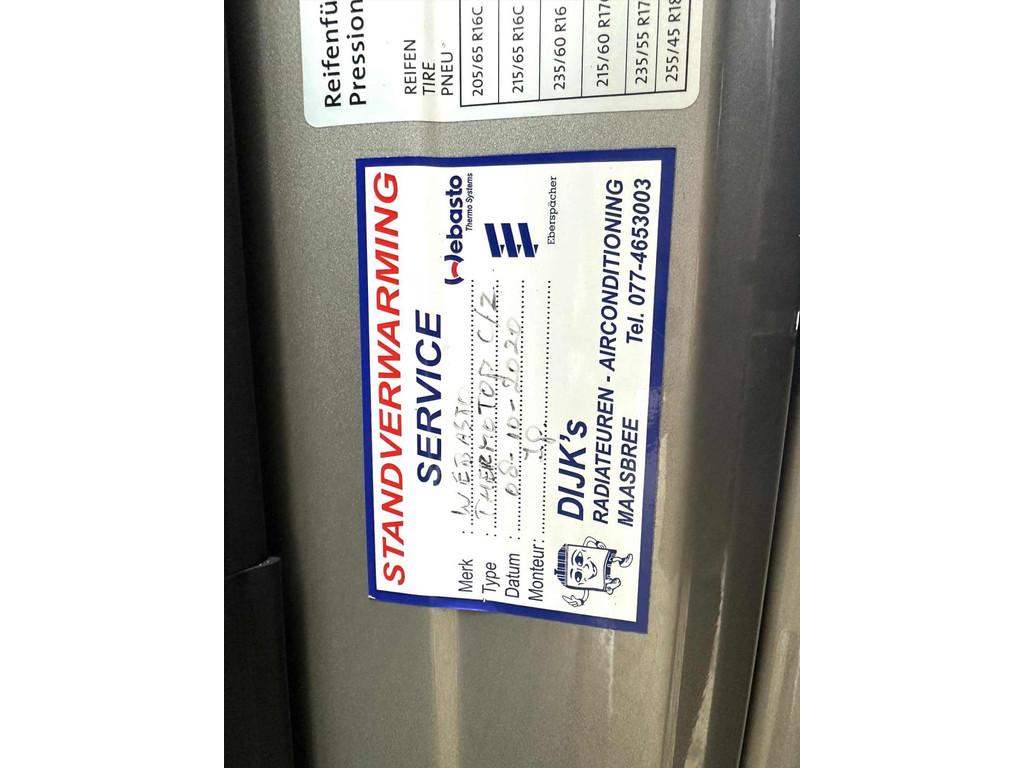 Reifenfü
Pression
REIFEN
TIRE
PNEU
205/65 R16C
215/65 R16C
235/60 R16
215/60 R17C
235/55 R17
255/45 R18
STANDVERWARMING
SERVICE
Webasto
Thermo Systems
Eberspächer
Merk : WEBASTO
Type : THERMOTOP C/Z
Datum : 08-10-2020
Monteur:
DIJK's
RADIATEUREN - AIRCONDITIONING
MAASBREE Tel. 077-4653003